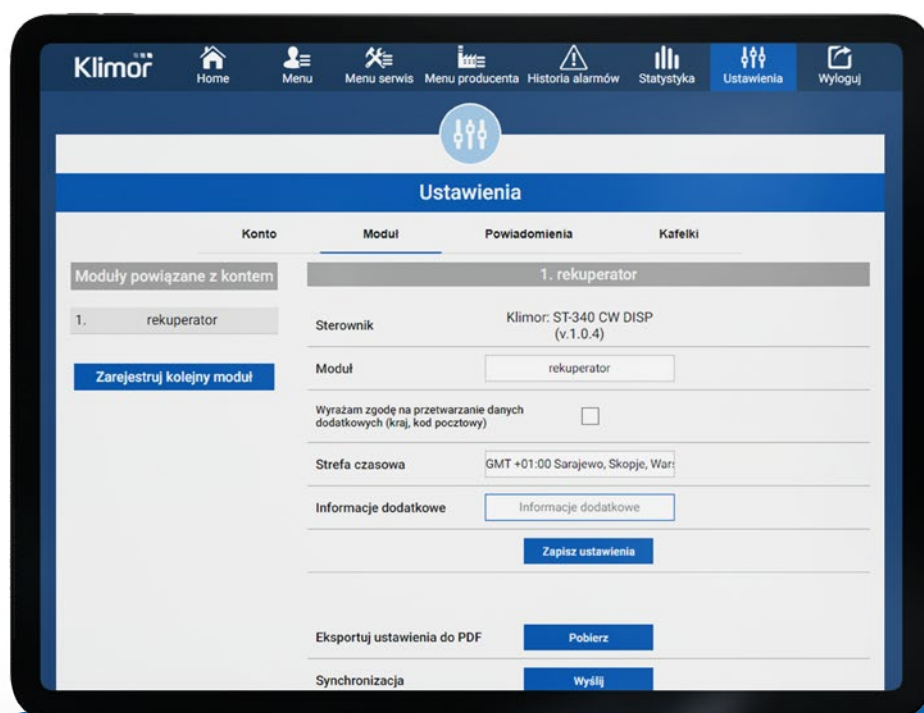 Klimor
Home
Menu
Menu serwis
Menu producenta
Historia alarmów
Statystyka
Ustawienia
Wyloguj
Ustawienia
Konto
Moduł
Powiadomienia
Kafelki
Moduły powiązane z kontem
1. rekuperator
Zarejestruj kolejny moduł
1. rekuperator
Sterownik
Klimor: ST-340 CW DISP
(v.1.0.4)
Moduł
rekuperator
Wyrażam zgodę na przetwarzanie danych
dodatkowych (kraj, kod pocztowy)
Strefa czasowa
GMT +01:00 Sarajewo, Skopje, War
Informacje dodatkowe
Informacje dodatkowe
Zapisz ustawienia
Eksportuj ustawienia do PDF
Pobierz
Synchronizacja
Wyślij